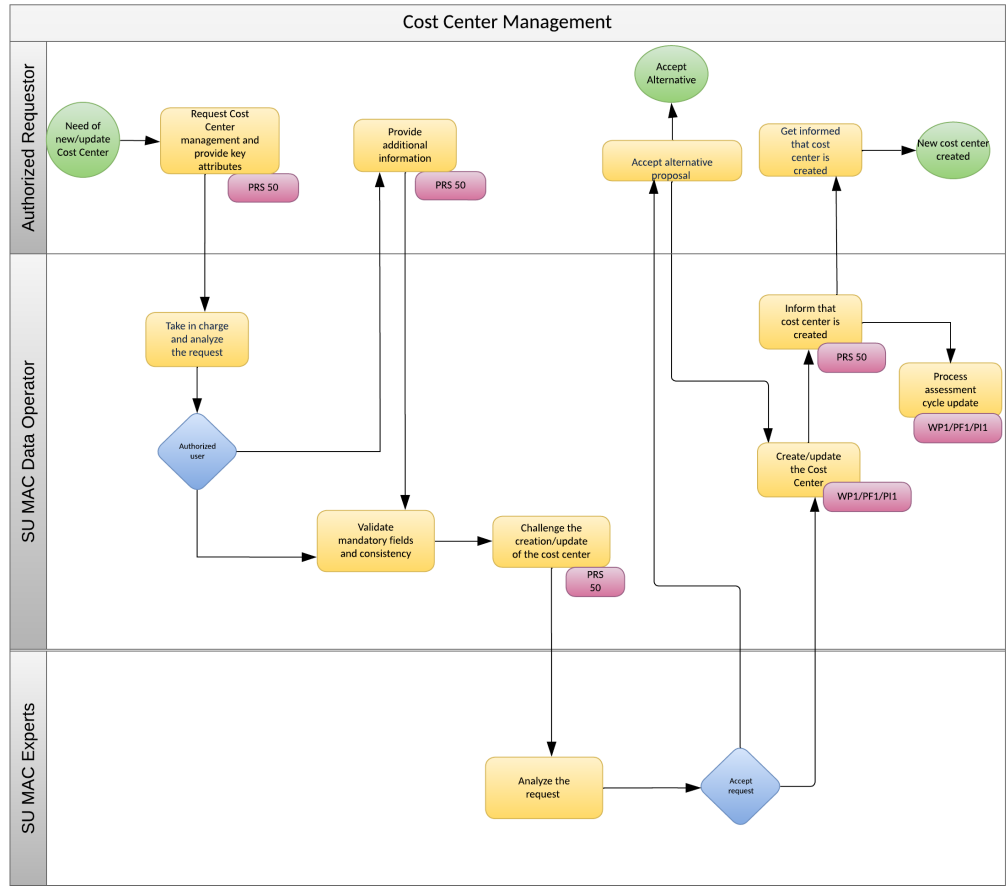 Cost Center Management
Authorized Requestor
Need of
new/update
Cost Center
Request Cost
Center
management and
provide key
attributes
PRS 50
Provide
additional
information
PRS 50
Accept
Alternative
Accept alternative
proposal
Get informed
that cost
center is
created
New cost center
created
SU MAC Data Operator
Take in charge
and analyze
the request
Authorized
user
Validate
mandatory fields
and consistency
Challenge the
creation/update
of the cost center
PRS
50
Inform that
cost center is
created
PRS 50
Process
assessment
cycle update
WP1/PF1/PI1
Create/update
the Cost
Center
WP1/PF1/PI1
SU MAC Experts
Analyze the
request
Accept
request